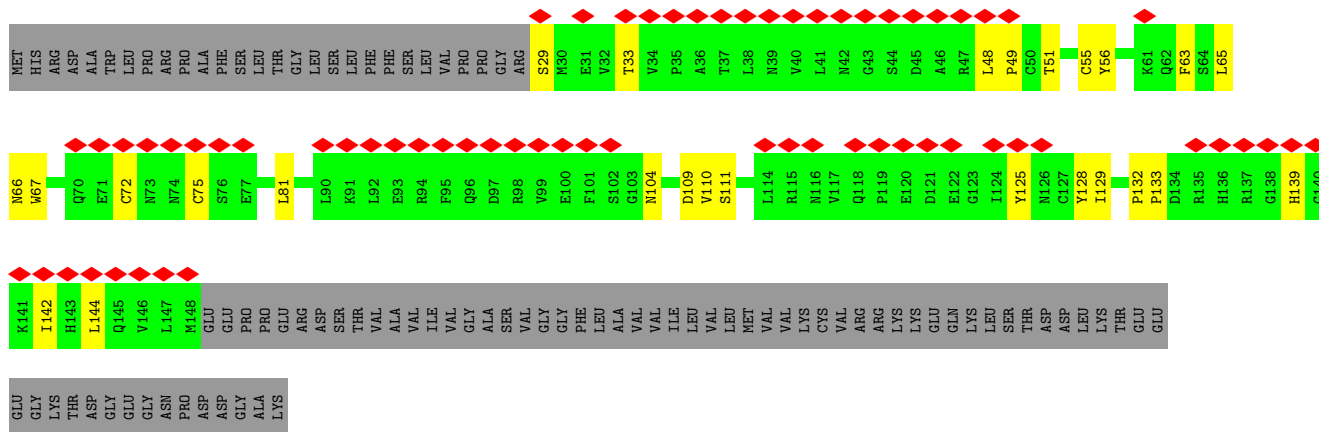 MET HIS ARG ASP ALA TRP LEU PRO ARG PRO ALA PHE SER LEU THR GLY LEU SER LEU PHE PHE SER LEU VAL PRO PRO GLY ARG S29 M30 E31 V32 T33 V34 P35 A36 T37 L38 N39 V40 L41 N42 G43 S44 D45 A46 R47 L48 P49 C50 T51 C55 Y56 K61 Q62 F63 S64 L65
N66 W67 Q70 E71 C72 N73 N74 C75 S76 E77 L81 L90 K91 L92 E93 R94 F95 Q96 D97 R98 V99 E100 F101 S102 G103 N104 D109 V110 S111 L114 R115 N116 V117 Q118 P119 E120 D121 E122 G123 I124 Y125 N126 C127 Y128 I129 P132 P133 D134 R135 H136 R137 G138 H139 G140
K141 I142 H143 L144 Q145 V146 L147 M148 GLU GLU PRO PRO GLU ARG ASP SER THR VAL ALA VAL ILE VAL GLY ALA SER VAL GLY GLY PHE LEU ALA VAL VAL ILE LEU VAL LEU MET VAL VAL LYS CYS VAL ARG ARG LYS LYS GLU GLN LYS LEU SER THR ASP ASP LEU LYS THR GLU GLU
GLU GLY LYS THR ASP GLY GLU GLY ASN PRO ASP ASP GLY ALA LYS